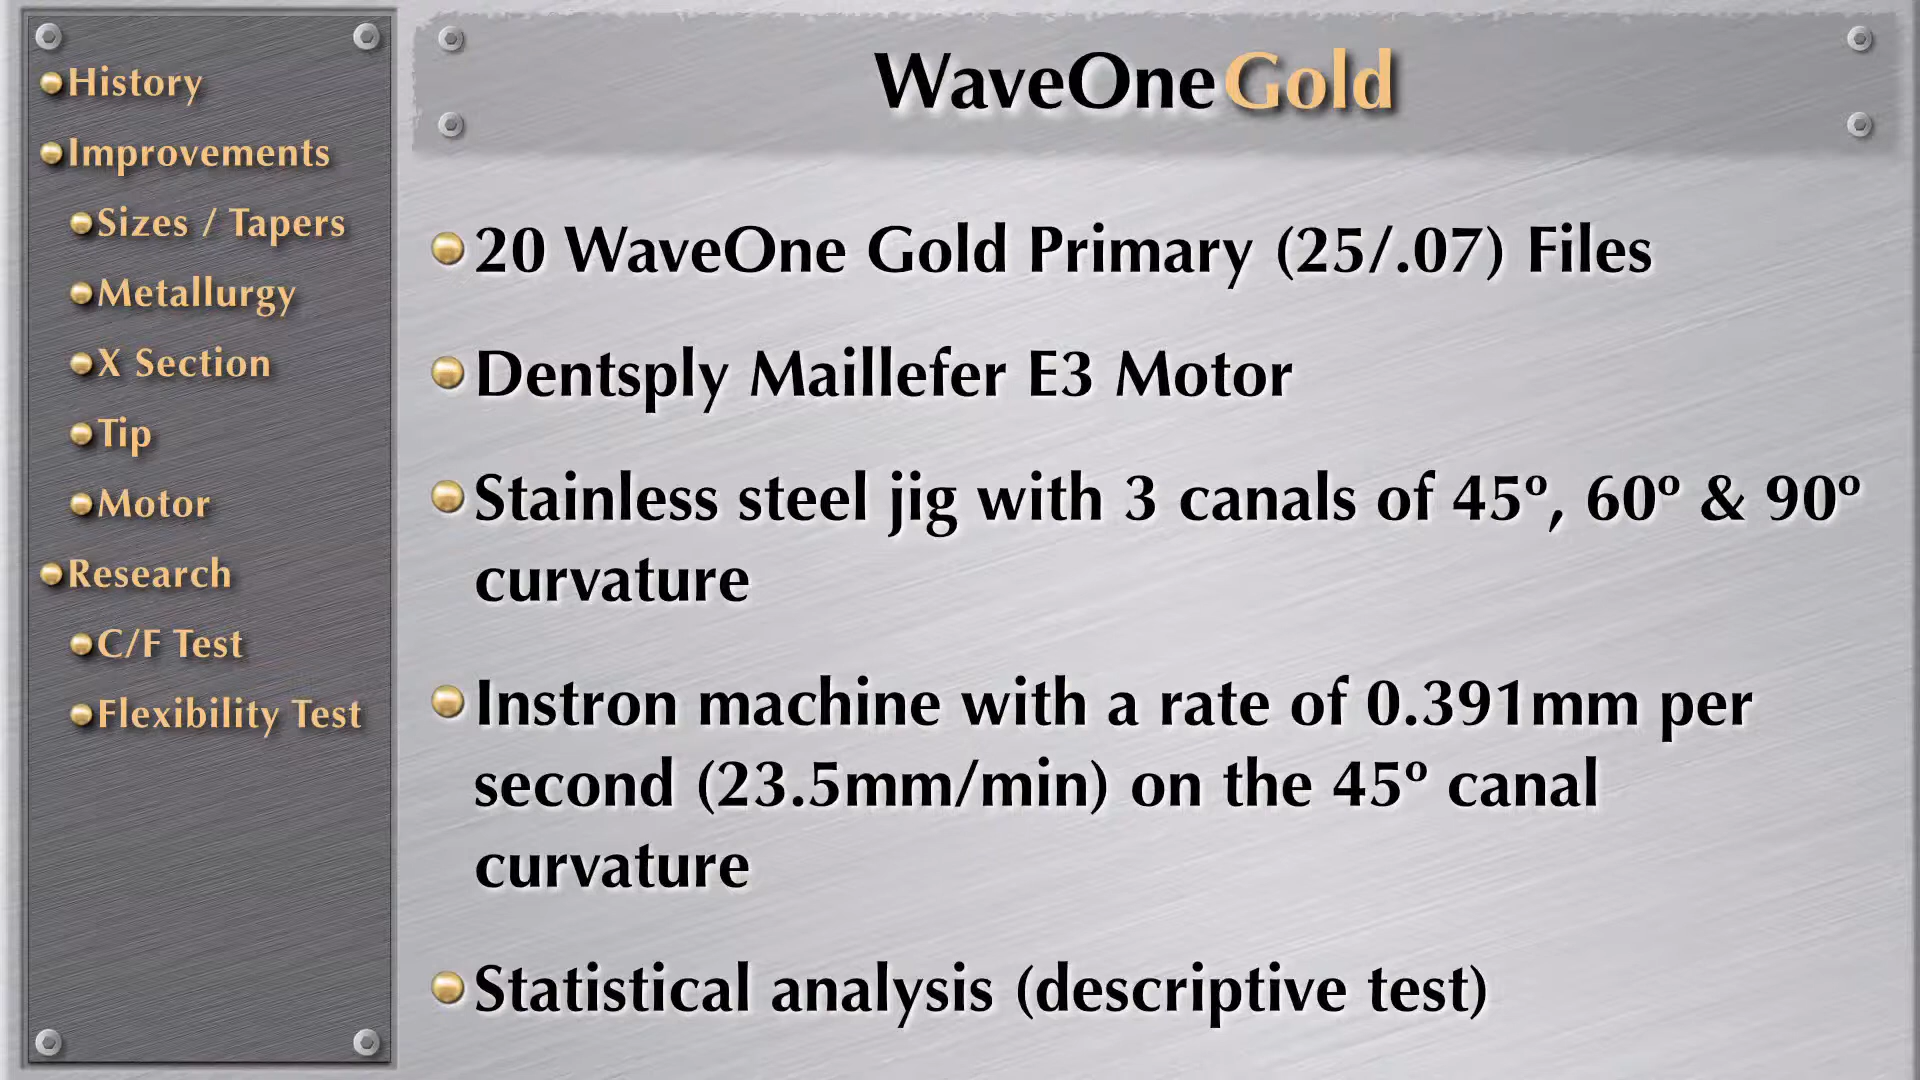 History
Improvements
Sizes / Tapers
Metallurgy
X Section
Tip
Motor
Research
C/F Test
Flexibility Test
WaveOne Gold
20 WaveOne Gold Primary (25/.07) Files
Dentsply Maillefer E3 Motor
Stainless steel jig with 3 canals of 45º, 60º & 90º
curvature
Instron machine with a rate of 0.391mm per
second (23.5mm/min) on the 45º canal
curvature
Statistical analysis (descriptive test)